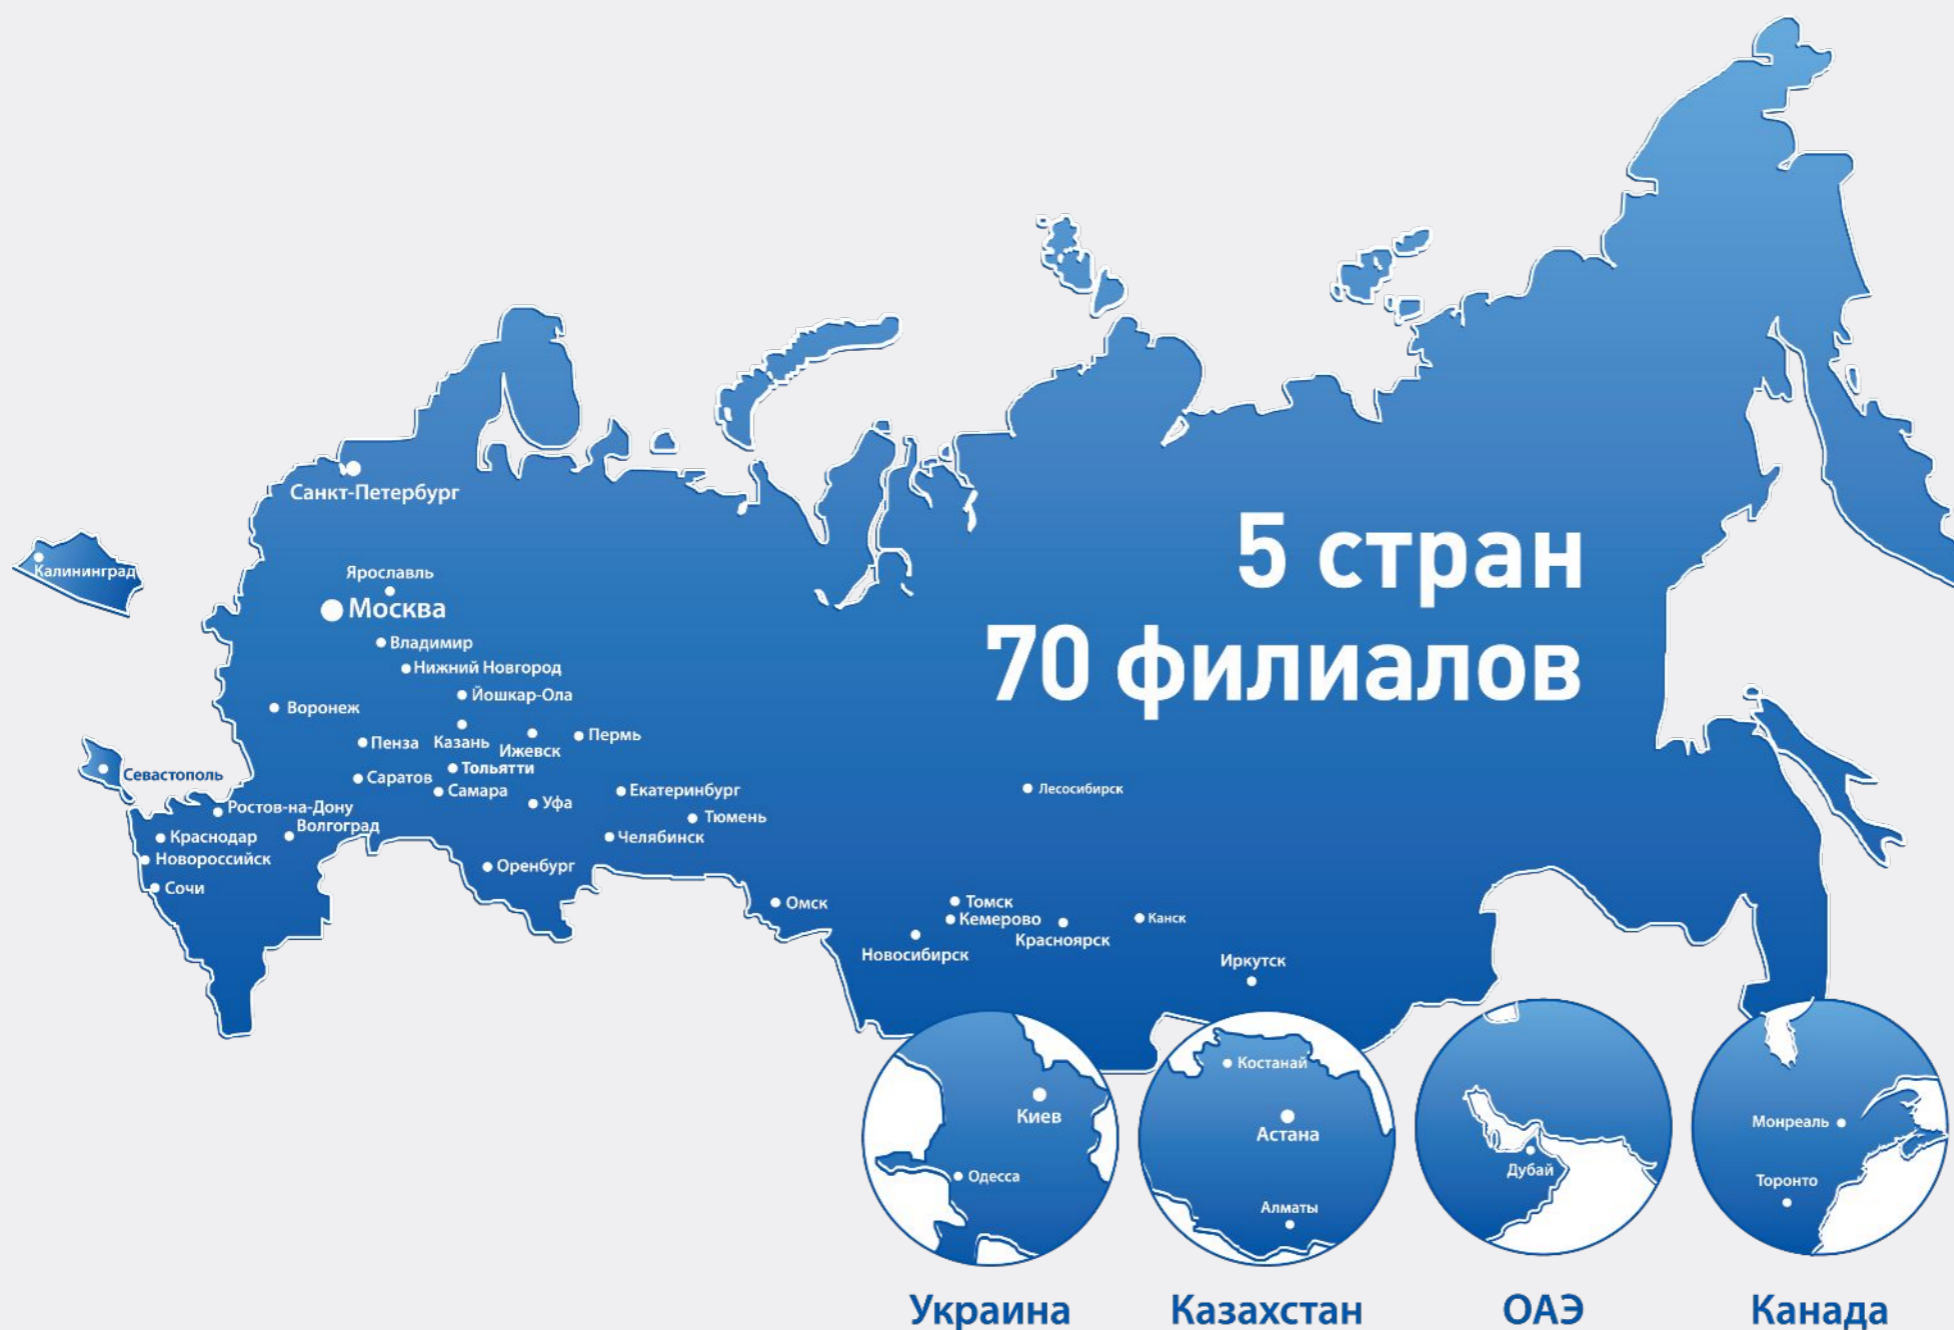 Санкт-Петербург
5 стран
70 филиалов
Калининград
Ярославль
Москва
Владимир
Нижний Новгород
Йошкар-Ола
Воронеж
Пенза
Казань
Ижевск
Пермь
Севастополь
Саратов
Тольятти
Самара
Уфа
Екатеринбург
Лесосибирск
Ростов-на-Дону
Тюмень
Волгоград
Краснодар
Челябинск
Новороссийск
Оренбург
Сочи
Омск
Томск
Кемерово
Канск
Красноярск
Новосибирск
Иркутск
Киев
Одесса
Костанай
Астана
Алматы
Дубай
Монреаль
Торонто
Украина
Казахстан
ОАЭ
Канада